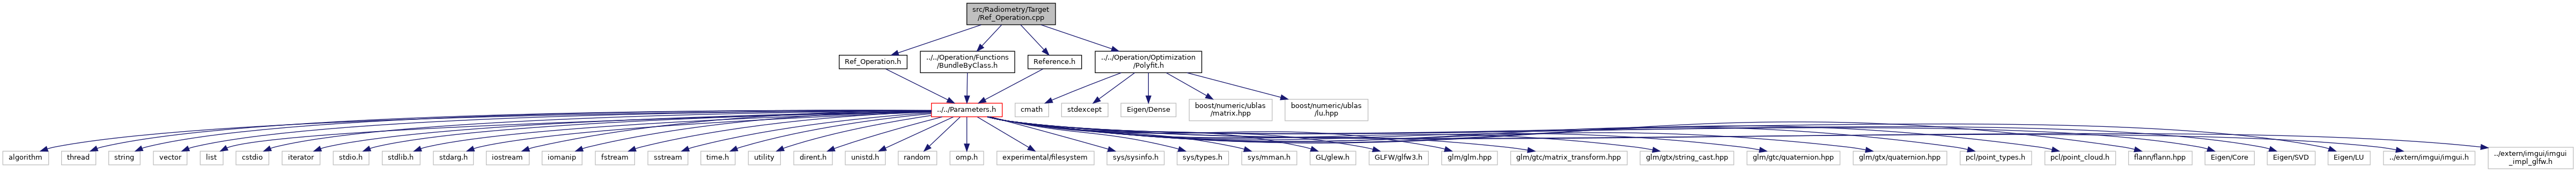 src/Radiometry/Target
/Ref_Operation.cpp
Ref_Operation.h
../../Operation/Functions
/BundleByClass.h
Reference.h
../../Operation/Optimization
/Polyfit.h
../../Parameters.h
cmath
stdexcept
Eigen/Dense
boost/numeric/ublas
/matrix.hpp
boost/numeric/ublas
/lu.hpp
algorithm
thread
string
vector
list
cstdio
iterator
stdio.h
stdlib.h
stdarg.h
iostream
iomanip
fstream
sstream
time.h
utility
dirent.h
unistd.h
random
omp.h
experimental/filesystem
sys/sysinfo.h
sys/types.h
sys/mman.h
GL/glew.h
GLFW/glfw3.h
glm/glm.hpp
glm/gtc/matrix_transform.hpp
glm/gtx/string_cast.hpp
glm/gtc/quaternion.hpp
glm/gtx/quaternion.hpp
pcl/point_types.h
pcl/point_cloud.h
flann/flann.hpp
Eigen/Core
Eigen/SVD
Eigen/LU
../extern/imgui/imgui.h
../extern/imgui/imgui
_impl_glfw.h